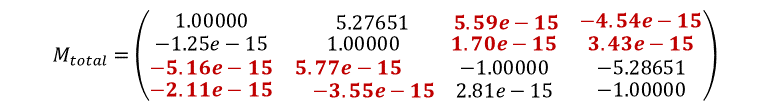 1.00000 5.27651 5.59e − 15 −4.54e − 15
−1.25e − 15 1.00000 1.70e − 15 3.43e − 15
M_total = −5.16e − 15 5.77e − 15 −1.00000 −5.28651
−2.11e − 15 −3.55e − 15 2.81e − 15 −1.00000